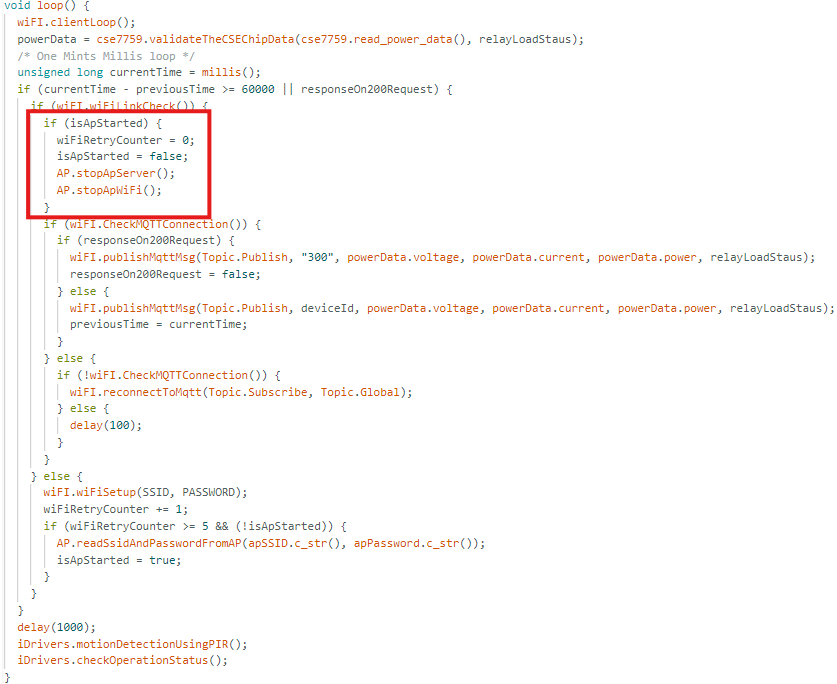 void loop() {
wiFI.clientLoop();
powerData = cse7759.validateTheCSEChipData(cse7759.read_power_data(), relayLoadStaus);
/* One Mints Millis loop */
unsigned long currentTime = millis();
if (currentTime - previousTime >= 60000 || responseOn200Request) {
if (wiFI.wiFiLinkCheck()) {
if (isApStarted) {
wiFiRetryCounter = 0;
isApStarted = false;
AP.stopApServer();
AP.stopApWiFi();
}
if (wiFI.CheckMQTTConnection()) {
if (responseOn200Request) {
wiFI.publishMqttMsg(Topic.Publish, "300", powerData.voltage, powerData.current, powerData.power, relayLoadStaus);
responseOn200Request = false;
} else {
wiFI.publishMqttMsg(Topic.Publish, deviceId, powerData.voltage, powerData.current, powerData.power, relayLoadStaus);
previousTime = currentTime;
}
} else {
if (!wiFI.CheckMQTTConnection()) {
wiFI.reconnectToMqtt(Topic.Subscribe, Topic.Global);
} else {
delay(100);
}
}
} else {
wiFI.wiFiSetup(SSID, PASSWORD);
wiFiRetryCounter += 1;
if (wiFiRetryCounter >= 5 && (!isApStarted)) {
AP.readSsidAndPasswordFromAP(apSSID.c_str(), apPassword.c_str());
isApStarted = true;
}
}
}
delay(1000);
iDrivers.motionDetectionUsingPIR();
iDrivers.checkOperationStatus();
}